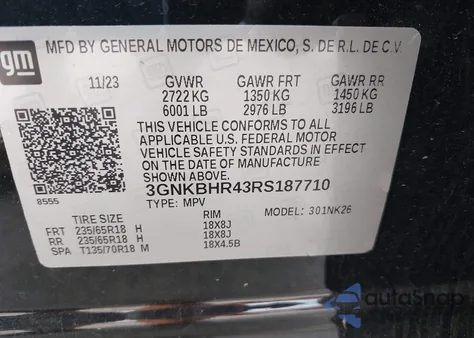 gm
MFD BY GENERAL MOTORS DE MEXICO, S. DE R.L. DE C.V.
11/23 GVWR GAWR FRT GAWR RR
2722 KG 1350 KG 1450 KG
6001 LB 2976 LB 3196 LB
THIS VEHICLE CONFORMS TO ALL
APPLICABLE U.S. FEDERAL MOTOR
VEHICLE SAFETY STANDARDS IN EFFECT
ON THE DATE OF MANUFACTURE
SHOWN ABOVE.
8555 3GNKBHR43RS187710
TYPE: MPV MODEL: 301NK26
TIRE SIZE RIM
FRT 235/65R18 H 18X8J
RR 235/65R18 H 18X8J
SPA T135/70R18 M 18X4.5B
autoSnap